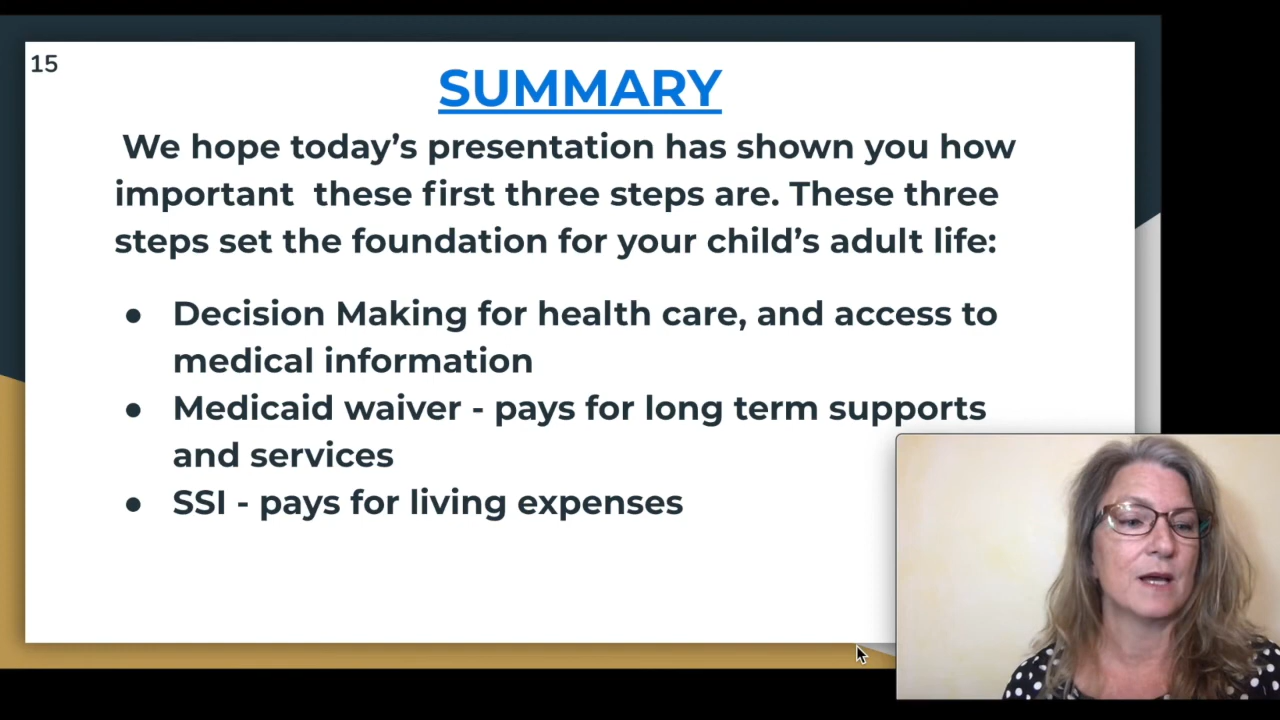 15
SUMMARY
We hope today’s presentation has shown you how
important these first three steps are. These three
steps set the foundation for your child’s adult life:
● Decision Making for health care, and access to
medical information
● Medicaid waiver - pays for long term supports
and services
● SSI - pays for living expenses